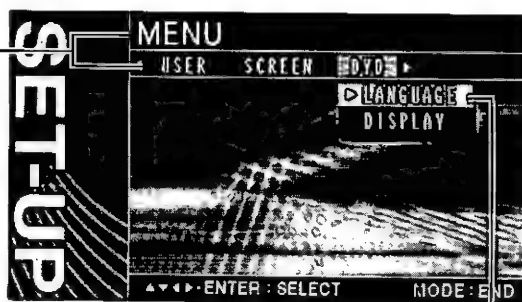 SET-UP
MENU
USER SCREEN DVD ▶
▷ LANGUAGE
DISPLAY
▲▼◀▶•ENTER : SELECT MODE : END